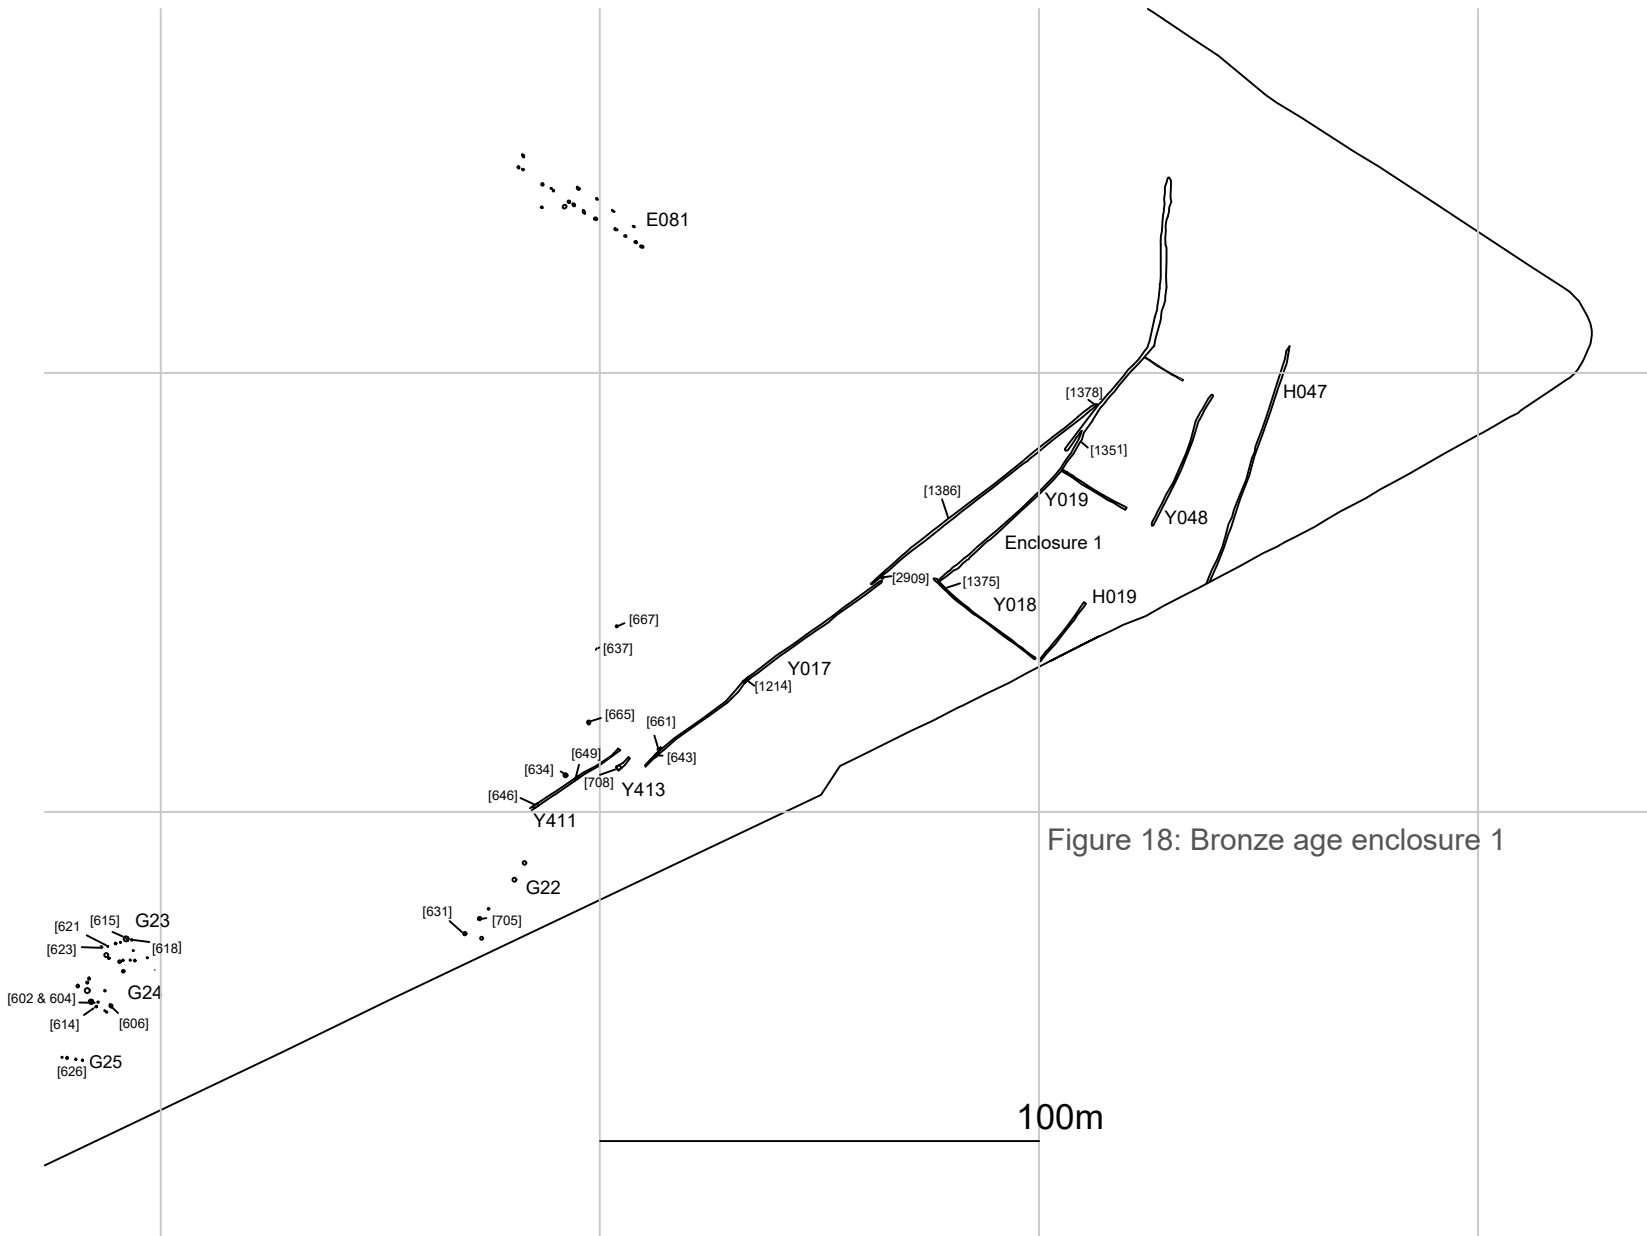 E081
[1378]
H047
[1351]
[1386]
Y019
Y048
Enclosure 1
[2909]
[1375]
Y018
H019
[667]
[637]
Y017
[1214]
[665]
[661]
[649]
[643]
[634]
[708]
Y413
[646]
Y411
Figure 18: Bronze age enclosure 1
G22
[631]
[705]
[615]
G23
[621
[618]
[623]
G24
[602 & 604]
[614]
[606]
G25
[626]
100m